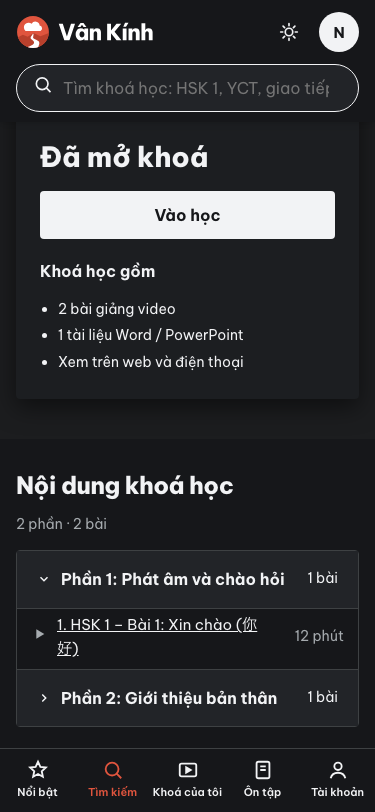 Vân Kính
N
Tìm khoá học: HSK 1, YCT, giao tiếp
Đã mở khoá
Vào học
Khoá học gồm
2 bài giảng video
1 tài liệu Word / PowerPoint
Xem trên web và điện thoại
Nội dung khoá học
2 phần · 2 bài
Phần 1: Phát âm và chào hỏi 1 bài
1. HSK 1 – Bài 1: Xin chào (你
好)
12 phút
Phần 2: Giới thiệu bản thân 1 bài
Nổi bật Tìm kiếm Khoá của tôi Ôn tập Tài khoản